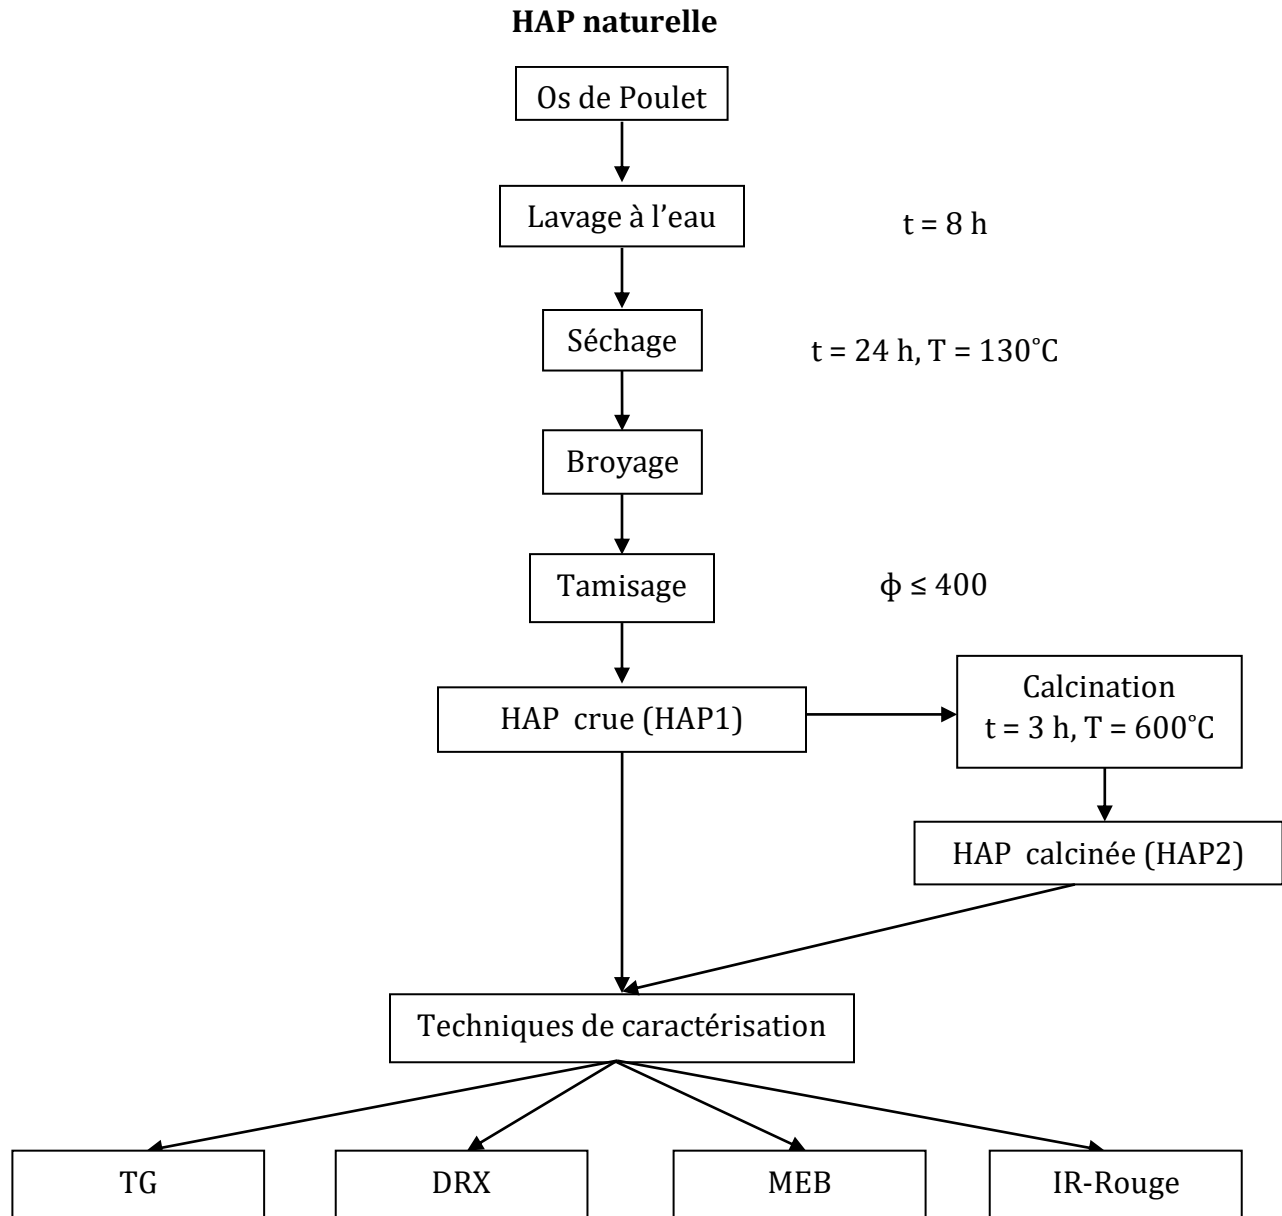 HAP naturelle
Os de Poulet
Lavage à l’eau
t = 8 h
Séchage
t = 24 h, T = 130°C
Broyage
Tamisage
ϕ ≤ 400
HAP crue (HAP1)
Calcination
t = 3 h, T = 600°C
HAP calcinée (HAP2)
Techniques de caractérisation
TG
DRX
MEB
IR-Rouge